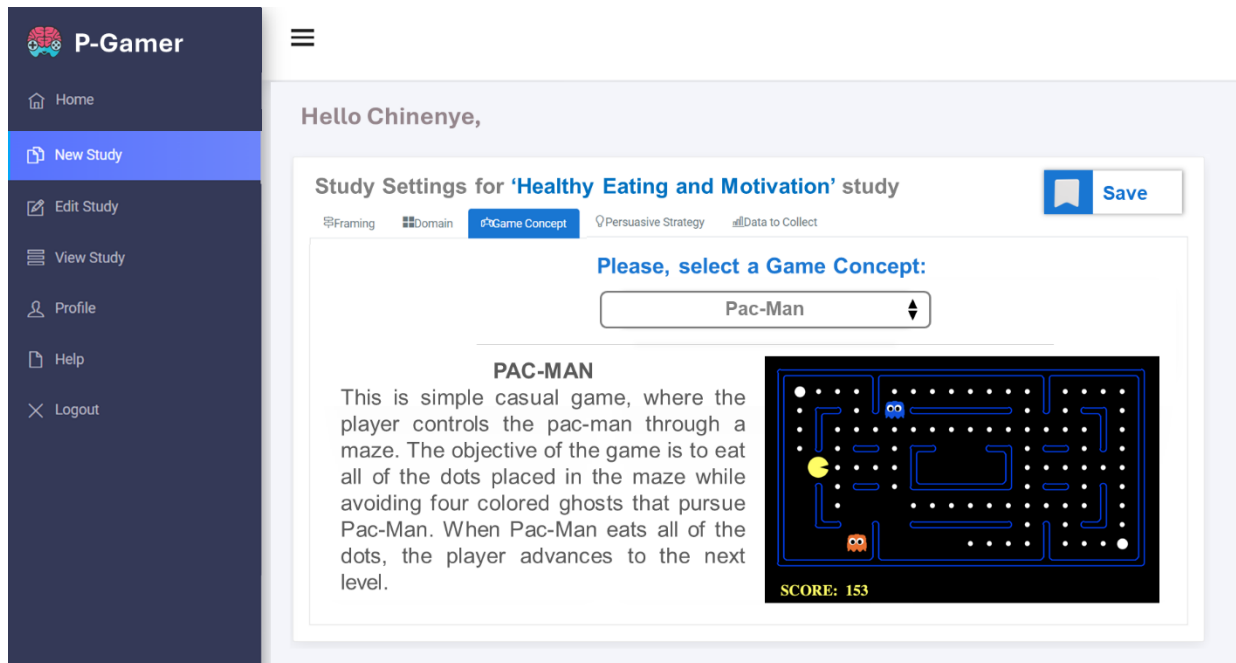 P-Gamer
Home
New Study
Edit Study
View Study
Profile
Help
Logout
Hello Chinenye,
Study Settings for ‘Healthy Eating and Motivation’ study
Save
Framing
Domain
Game Concept
Persuasive Strategy
Data to Collect
Please, select a Game Concept:
Pac-Man
PAC-MAN
This is simple casual game, where the
player controls the pac-man through a
maze. The objective of the game is to eat
all of the dots placed in the maze while
avoiding four colored ghosts that pursue
Pac-Man. When Pac-Man eats all of the
dots, the player advances to the next
level.
SCORE: 153